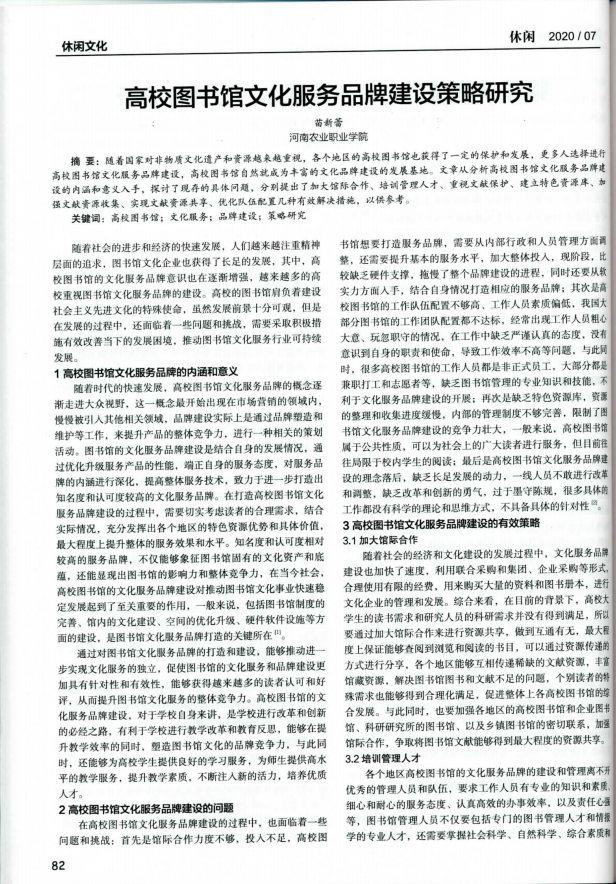 休闲文化
休闲 2020/07
高校图书馆文化服务品牌建设策略研究
苗新蕾
河南农业职业学院
摘 要：随着国家对非物质文化遗产和资源越来越重视，各个地区的高校图书馆也获得了一定的保护和发展，更多人选择进行
高校图书馆文化服务品牌建设，高校图书馆自然就成为丰富的文化品牌建设的发展基地。文章从分析高校图书馆文化服务品牌建
设的内涵和意义入手，探讨了现存的具体问题，分别提出了加大馆际合作、培训管理人才、重视文献保护、建立特色资源库、加
强文献资源收集、实现文献资源共享、优化队伍配置几种有效解决措施，以供参考。
关键词：高校图书馆；文化服务；品牌建设；策略研究
随着社会的进步和经济的快速发展，人们越来越注重精神
层面的追求，图书馆文化企业也获得了长足的发展，其中，高
校图书馆的文化服务品牌意识也在逐渐增强，越来越多的高
校重视图书馆文化服务品牌的建设。高校的图书馆肩负着建设
社会主义先进文化的特殊使命，虽然发展前景十分可观，但是
在发展的过程中，还面临着一些问题和挑战，需要采取积极措
施有效改善当下的发展困境，推动图书馆文化服务行业可持续
发展。
1 高校图书馆文化服务品牌的内涵和意义
随着时代的快速发展，高校图书馆文化服务品牌的概念逐
渐走进大众视野，这一概念最开始出现在市场营销的领域内，
慢慢被引入其他相关领域，品牌建设实际上是通过品牌塑造和
维护等工作，来提升产品的整体竞争力，进行一种相关的策划
活动。图书馆的文化服务品牌建设是结合自身的发展情况，通
过优化升级服务产品的性能，端正自身的服务态度，对服务品
牌的内涵进行深化，提高整体服务技术，致力于进一步打造出
知名度和认可度较高的文化服务品牌。在打造高校图书馆文化
服务品牌建设的过程中，需要切实考虑读者的合理需求，结合
实际情况，充分发挥出各个地区的特色资源优势和具体价值，
最大程度上提升整体的服务效果和水平。知名度和认可度相对
较高的服务品牌，不仅能够象征图书馆固有的文化资产和底
蕴，还能显现出图书馆的影响力和整体竞争力，在当今社会，
高校图书馆的文化服务品牌建设对推动图书馆文化事业快速稳
定发展起到了至关重要的作用，一般来说，包括图书馆制度的
完善、馆内的文化建设、空间的优化升级、硬件软件设施等方
面的建设，是图书馆文化服务品牌打造的关键所在[1]。
通过对图书馆文化服务品牌的打造和建设，能够推动进一
步实现文化服务的独立，促使图书馆的文化服务和品牌建设更
加具有针对性和有效性，能够获得越来越多的读者认可和好
评，从而提升图书馆文化服务的整体竞争力。高校图书馆的文
化服务品牌建设，对于学校自身来讲，是学校进行改革和创新
的必经之路，有利于学校进行教学改革和教育反思，能够在提
升教学效率的同时，塑造图书馆文化的品牌竞争力，与此同
时，还能够为高校学生提供良好的学习服务，为师生提供高水
平的教学服务，提升教学素质，不断注入新的活力，培养优质
人才。
2 高校图书馆文化服务品牌建设的问题
在高校图书馆文化服务品牌建设的过程中，也面临着一些
问题和挑战：首先是馆际合作力度不够，投入不足，高校图
书馆想要打造服务品牌，需要从内部行政和人员管理方面调
整，还需要提升基本的服务水平，加大整体投入，现阶段，比
较缺乏硬件支撑，拖慢了整个品牌建设的进程，同时还要从软
实力方面入手，结合自身情况打造相应的服务品牌；其次是高
校图书馆的工作队伍配置不够高、工作人员素质偏低，我国大
部分图书馆的工作团队配置都不达标，经常出现工作人员粗心
大意、玩忽职守的情况，在工作中缺乏严谨认真的态度，没有
意识到自身的职责和使命，导致工作效率不高等问题，与此同
时，很多高校图书馆的工作人员都是非正式员工，大部分都是
兼职打工和志愿者等，缺乏图书馆管理的专业知识和技能，不
利于文化服务品牌建设的开展；再次是缺乏特色资源库，资源
的整理和收集进度缓慢，内部的管理制度不够完善，限制了图
书馆文化服务品牌建设的竞争力壮大，一般来说，高校图书馆
属于公共性质，可以为社会上的广大读者进行服务，但目前往
往局限于校内学生的阅读；最后是高校图书馆文化服务品牌建
设的理念落后，缺乏长足发展的动力，一线人员不敢进行改革
和调整，缺乏改革和创新的勇气，过于墨守陈规，很多具体的
工作都没有科学的理论和思维方式，不具备具体的针对性[2]。
3 高校图书馆文化服务品牌建设的有效策略
3.1 加大馆际合作
随着社会的经济和文化建设的发展过程中，文化服务品牌
建设也加快了速度，利用联合采购和集团、企业采购等形式，
合理使用有限的经费，用来购买大量的资料和图书册本，进行
文化企业的管理和发展。综合来看，在目前的背景下，高校大
学生的读书需求和研究人员的科研需求并没有得到满足，所以
要通过加大馆际合作来进行资源共享，做到互通有无，最大程
度上保证能够查阅到浏览和阅读的书目，可以通过资源传递的
方式进行分享，各个地区能够互相传递稀缺的文献资源，丰富
馆藏资源，解决图书馆图书和文献不足的问题，个别读者的特
殊需求也能够得到合理化满足，促进整体上各高校图书馆的综
合发展。与此同时，也要加强各地区的高校图书馆和企业图书
馆、科研研究所的图书馆、以及乡镇图书馆的密切联系，加强
馆际合作，争取将图书馆文献能够得到最大程度的资源共享。
3.2 培训管理人才
各个地区高校图书馆的文化服务品牌的建设和管理离不开
优秀的管理人员和队伍，要求工作人员有专业的知识和素质、
细心和耐心的服务态度、认真高效的办事效率，以及责任心强
等，图书馆管理人员不仅要包括专门的图书管理人才和情报
学的专业人才，还需要掌握社会科学、自然科学、综合素质和
82